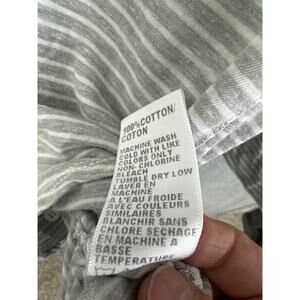 100%COTTON/
COTON
MACHINE WASH
COLD WITH LIKE
COLORS ONLY
NON- CHLORINE
BLEACH
TUMBLE DRY LOW
LAVER EN
MACHINE
A L'EAU FROIDE
AVEC COULEURS
SIMILAIRES
BLANCHIR SANS
CHLORE SECHAGE
EN MACHINE A
BASSE
TEMPERATURE